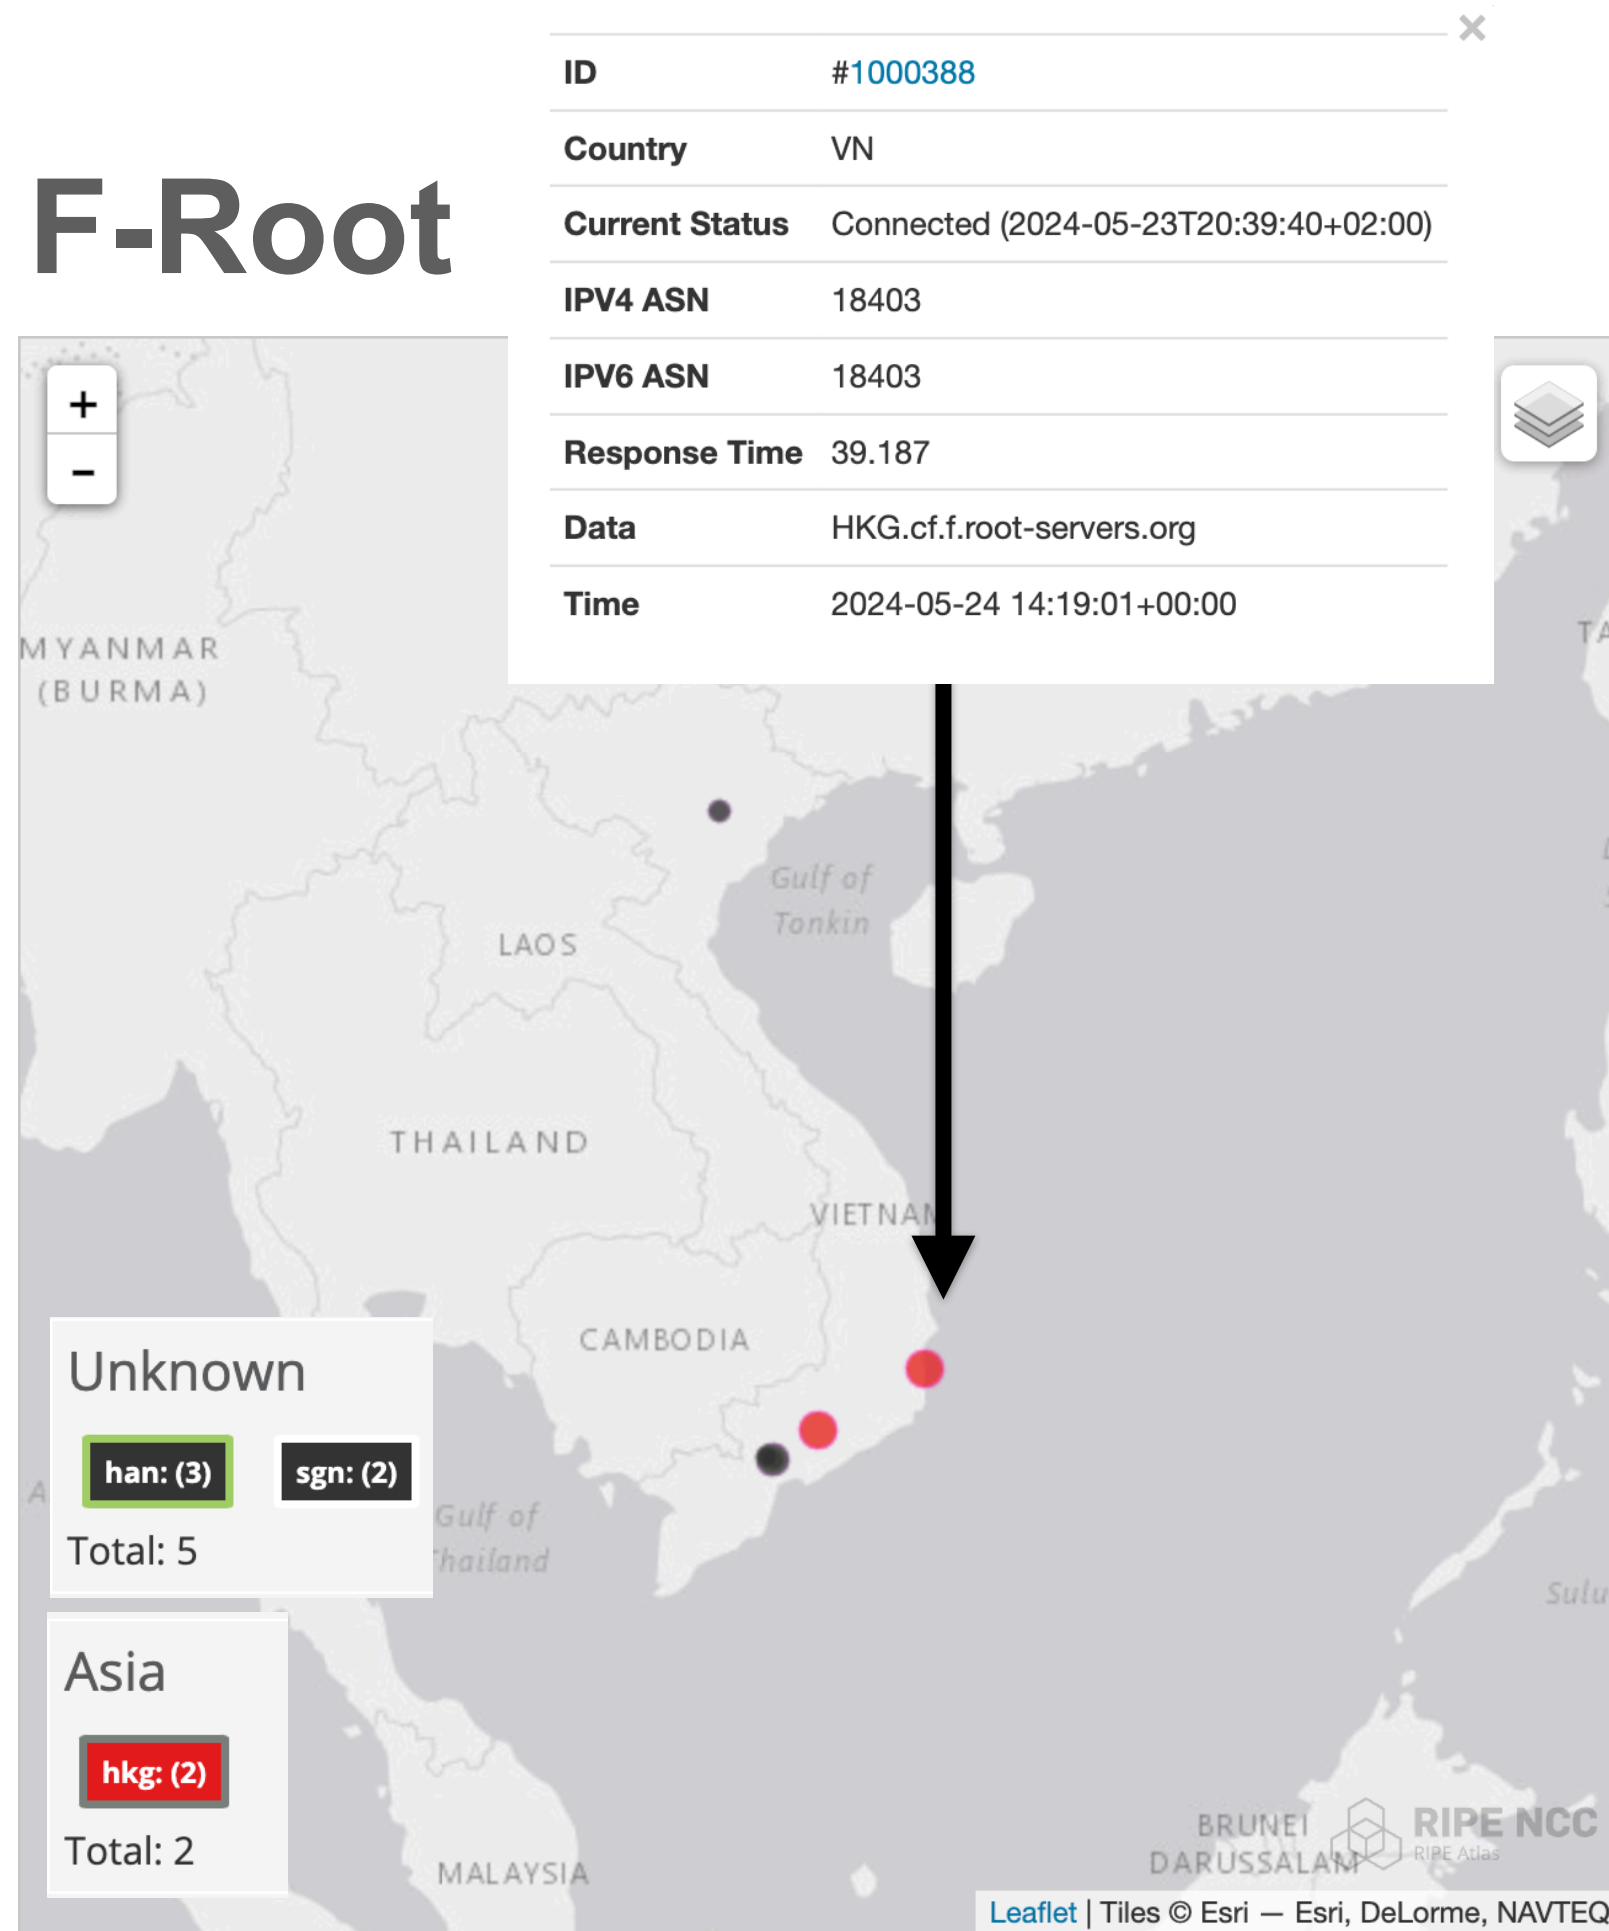 ×
ID #1000388
Country VN
F-Root
Current Status Connected (2024-05-23T20:39:40+02:00)
IPV4 ASN 18403
IPV6 ASN 18403
+
−
Response Time 39.187
Data HKG.cf.f.root-servers.org
Time 2024-05-24 14:19:01+00:00
TA
MYANMAR
(BURMA)
Gulf of
Tonkin
LAOS
THAILAND
VIETNAM
CAMBODIA
Unknown
han: (3) sgn: (2)
Total: 5
A
Gulf of
hailand
Sulu
Asia
hkg: (2)
Total: 2
MALAYSIA
BRUNEI
DARUSSALAM
RIPE NCC
RIPE Atlas
Leaflet | Tiles © Esri — Esri, DeLorme, NAVTEQ